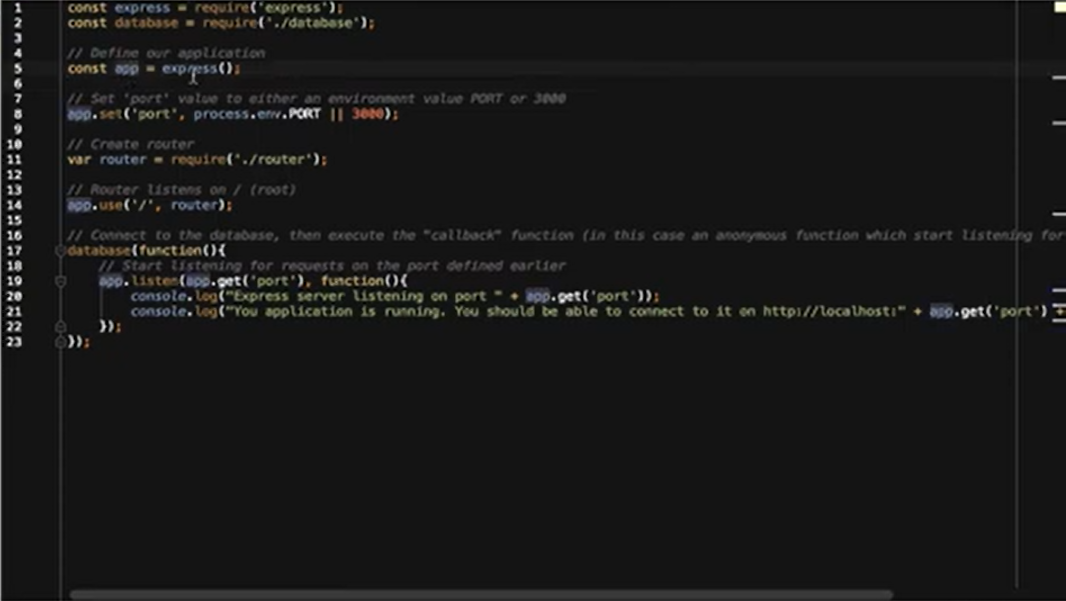 1 const express = require('express');
2 const database = require('./database');
3
4 // Define our application
5 const app = express();
6
7 // Set 'port' value to either an environment value PORT or 3000
8 app.set('port', process.env.PORT || 3000);
9
10 // Create router
11 var router = require('./router');
12
13 // Router listens on / (root)
14 app.use('/', router);
15
16 // Connect to the database, then execute the "callback" function (in this case an anonymous function which start listening for
17 database(function(){
18 // Start listening for requests on the port defined earlier
19 app.listen(app.get('port'), function(){
20 console.log("Express server listening on port " + app.get('port'));
21 console.log("You application is running. You should be able to connect to it on http://localhost:" + app.get('port') +
22 });
23 });